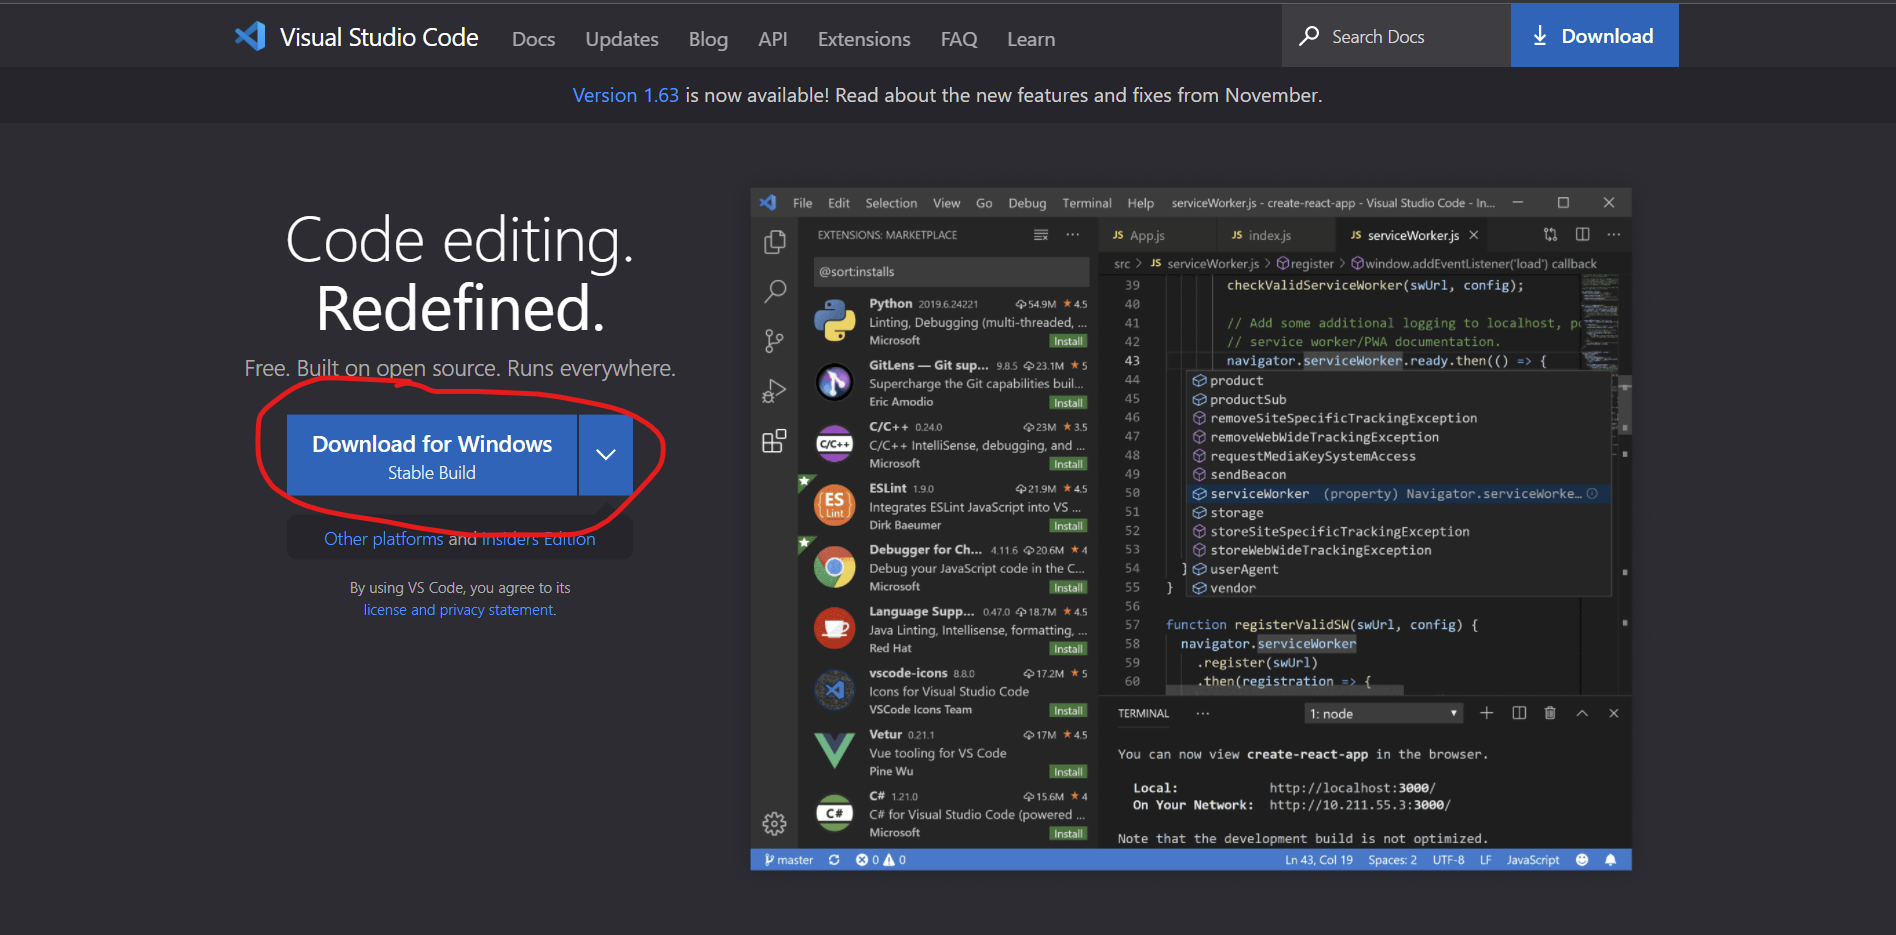 Visual Studio Code Docs Updates Blog API Extensions FAQ Learn Search Docs Download
Version 1.63 is now available! Read about the new features and fixes from November.
Code editing.
Redefined.
Free. Built on open source. Runs everywhere.
Download for Windows
Stable Build
Other platforms and Insiders Edition
By using VS Code, you agree to its
license and privacy statement.
File Edit Selection View Go Debug Terminal Help serviceWorker.js - create-react-app - Visual Studio Code - In...
EXTENSIONS: MARKETPLACE
@sort:installs
Python 2019.6.24221 54.9M ★ 4.5
Linting, Debugging (multi-threaded, ...
Microsoft Install
GitLens — Git sup... 9.8.5 23.1M ★ 5
Supercharge the Git capabilities buil...
Eric Amodio Install
C/C++ 0.24.0 23M ★ 3.5
C/C++ C/C++ IntelliSense, debugging, and ...
Microsoft Install
ESLint 1.9.0 21.9M ★ 4.5
ES Lint Integrates ESLint JavaScript into VS ...
Dirk Baeumer Install
Debugger for Ch... 4.11.6 20.6M ★ 4
Debug your JavaScript code in the C...
Microsoft Install
Language Supp... 0.47.0 18.7M ★ 4.5
Java Linting, Intellisense, formatting, ...
Red Hat Install
vscode-icons 8.8.0 17.2M ★ 5
Icons for Visual Studio Code
VSCode Icons Team Install
Vetur 0.21.1 17M ★ 4.5
Vue tooling for VS Code
Pine Wu Install
C# 1.21.0 15.6M ★ 4
C# C# for Visual Studio Code (powered ...
Microsoft Install
JS App.js JS index.js JS serviceWorker.js
src > JS serviceWorker.js > register > window.addEventListener('load') callback
39 checkValidServiceWorker(swUrl, config);
40
41 // Add some additional logging to localhost, p
42 // service worker/PWA documentation.
43 navigator.serviceWorker.ready.then(() => {
44 product
45 productSub
46 removeSiteSpecificTrackingException
47 removeWebWideTrackingException
48 requestMediaKeySystemAccess
49 sendBeacon
50 serviceWorker (property) Navigator.serviceWorke...
51 storage
52 storeSiteSpecificTrackingException
53 storeWebWideTrackingException
54 } userAgent
55 } vendor
56
57 function registerValidSW(swUrl, config) {
58 navigator.serviceWorker
59 .register(swUrl)
60 .then(registration => {
TERMINAL ... 1: node
You can now view create-react-app in the browser.
Local: http://localhost:3000/
On Your Network: http://10.211.55.3:3000/
Note that the development build is not optimized.
master 0 0 Ln 43, Col 19 Spaces: 2 UTF-8 LF JavaScript